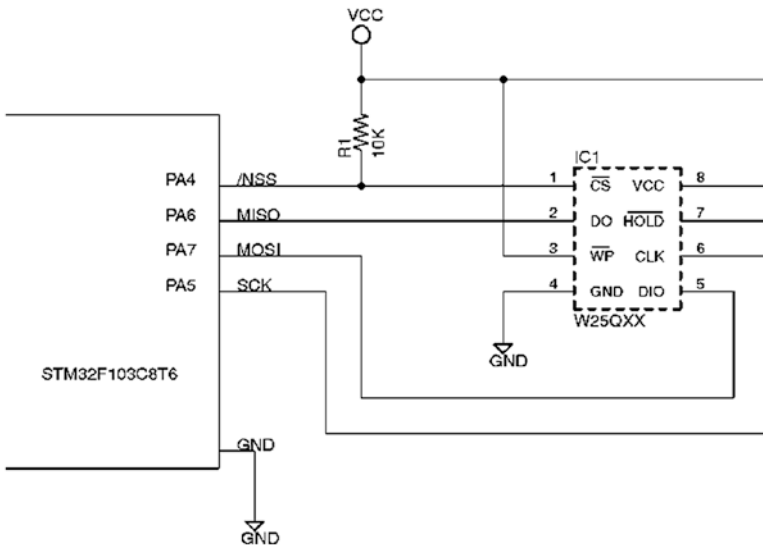 VCC
R1
10K
IC1
PA4 /NSS 1 CS VCC 8
PA6 MISO 2 DO HOLD 7
PA7 MOSI 3 WP CLK 6
PA5 SCK 4 GND DIO 5
W25QXX
GND
STM32F103C8T6
GND
GND